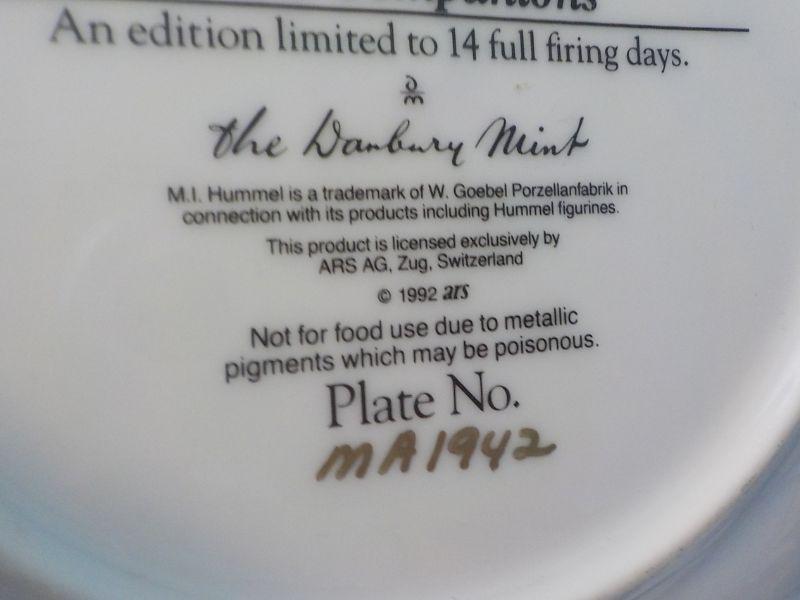 An edition limited to 14 full firing days.
the Danbury Mint
M.I. Hummel is a trademark of W. Goebel Porzellanfabrik in
connection with its products including Hummel figurines.
This product is licensed exclusively by
ARS AG, Zug, Switzerland
© 1992 ars
Not for food use due to metallic
pigments which may be poisonous.
Plate No.
MA1942